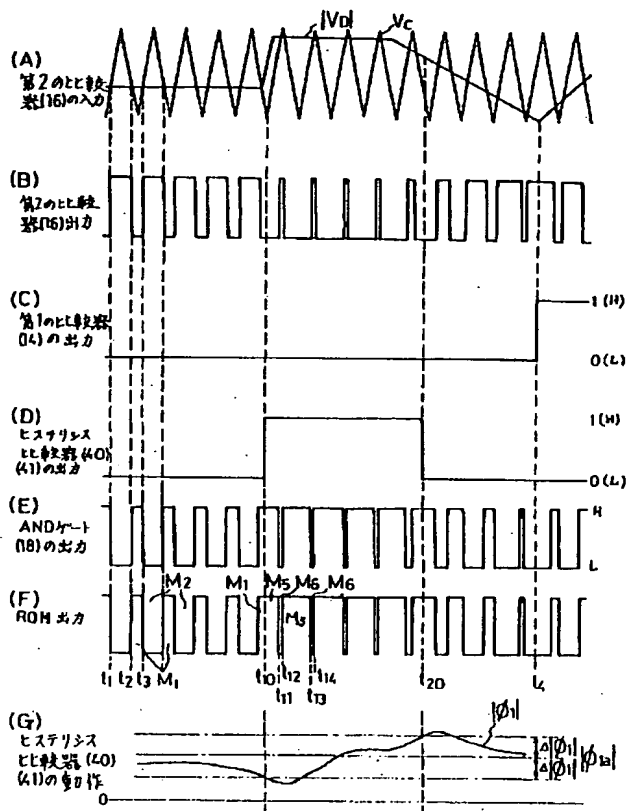 |VD| VC
(A)
第2のヒヒ較
器(16)の入力
(B)
第2のヒヒ較
器(16)出力
(C)
第1のヒヒ較器
(14)の出力
1(H)
0(L)
(D)
ヒステリシス
ヒヒ較器(40)
(41)の出力
1(H)
0(L)
(E)
ANDゲート
(18)の出力
H
L
(F)
ROM出力
M2 M1 M5 M6 M6
M5
t1 t2 t3 M1 t10 t12 t14 t20 t4
t11 t13
(G)
ヒステリシス
ヒヒ較器(40)
(41)の動作
|Ø1|
Δ|Ø1|
Δ|Ø1|
0